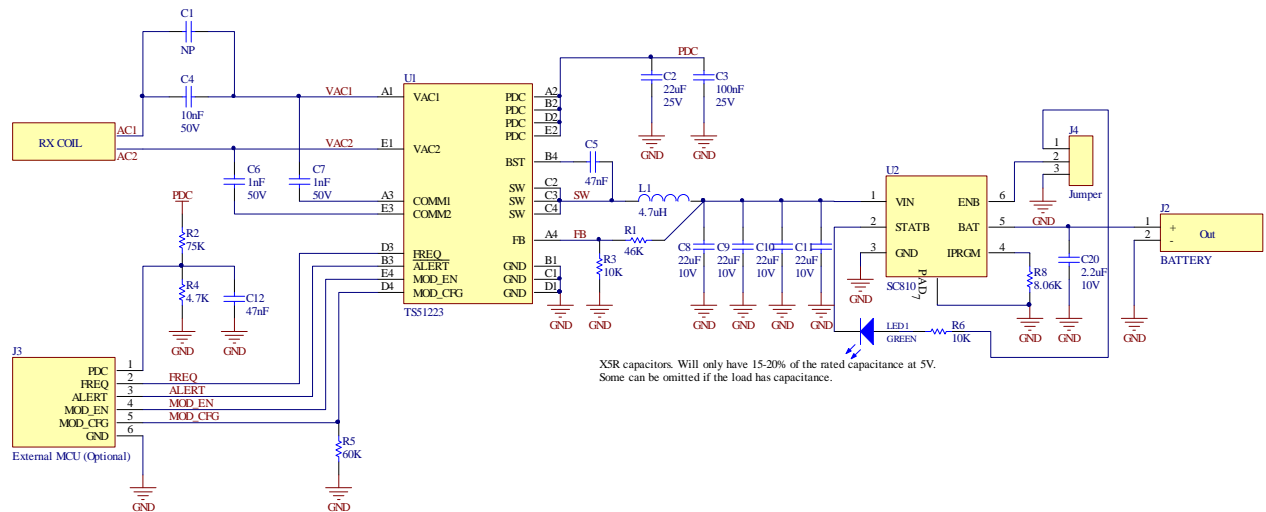 C1
NP
C4
10nF
50V
RX COIL
AC1
AC2
VAC1
VAC2
C6
1nF
50V
C7
1nF
50V
PDC
R2
75K
R4
4.7K
C12
47nF
GND
GND
U1
A1
VAC1
E1
VAC2
A3
COMM1
E3
COMM2
D3
FREQ
B3
ALERT
E4
MOD_EN
D4
MOD_CFG
PDC
A2
PDC
B2
PDC
D2
PDC
E2
BST
B4
SW
C2
SW
C3
SW
C4
FB
A4
GND
B1
GND
C1
GND
D1
TS51223
GND
PDC
C2
22uF
25V
C3
100nF
25V
GND
GND
C5
47nF
SW
L1
4.7uH
FB
R1
46K
R3
10K
GND
C8
22uF
10V
C9
22uF
10V
C10
22uF
10V
C11
22uF
10V
GND
GND
GND
GND
U2
1
VIN
2
STATB
3
GND
ENB
6
BAT
5
IPRGM
4
PAD
7
SC810
GND
J4
1
2
3
Jumper
GND
R8
8.06K
GND
C20
2.2uF
10V
GND
J2
1
+
2
-
Out
BATTERY
GND
LED1
GREEN
R6
10K
X5R capacitors. Will only have 15-20% of the rated capacitance at 5V.
Some can be omitted if the load has capacitance.
J3
PDC
1
FREQ
2
ALERT
3
MOD_EN
4
MOD_CFG
5
GND
6
FREQ
ALERT
MOD_EN
MOD_CFG
External MCU (Optional)
GND
R5
60K
GND